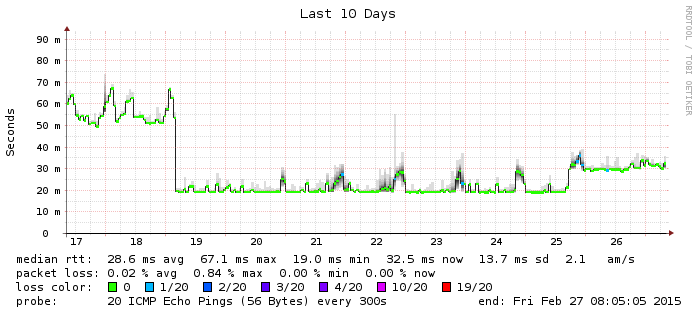 Last 10 Days
RRDTOOL / TOBI OETIKER
Seconds
90 m
80 m
70 m
60 m
50 m
40 m
30 m
20 m
10 m
0
17 18 19 20 21 22 23 24 25 26
median rtt: 28.6 ms avg 67.1 ms max 19.0 ms min 32.5 ms now 13.7 ms sd 2.1 am/s
packet loss: 0.02 % avg 0.84 % max 0.00 % min 0.00 % now
loss color: 0 1/20 2/20 3/20 4/20 10/20 19/20
probe: 20 ICMP Echo Pings (56 Bytes) every 300s end: Fri Feb 27 08:05:05 2015